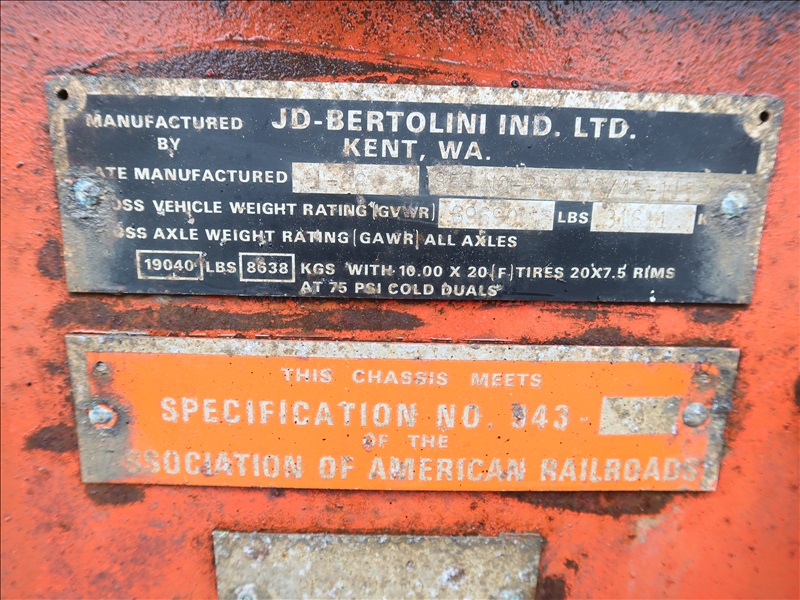 MANUFACTURED BY JD-BERTOLINI IND. LTD.
KENT, WA.
ATE MANUFACTURED
OSS VEHICLE WEIGHT RATING (GVWR) LBS
OSS AXLE WEIGHT RATING (GAWR) ALL AXLES
19040 LBS 8638 KGS WITH 10.00 X 20 (F) TIRES 20X7.5 RIMS
AT 75 PSI COLD DUALS
THIS CHASSIS MEETS
SPECIFICATION NO. 943-
OF THE
SSOCIATION OF AMERICAN RAILROADS